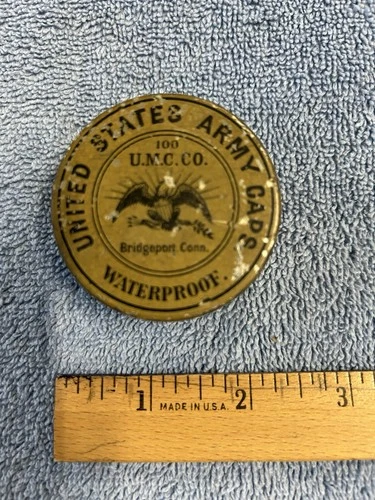 UNITED STATES ARMY CAPS
100
U.M.C. CO.
Bridgeport Conn.
WATERPROOF.
1 MADE IN U.S.A. 2 3